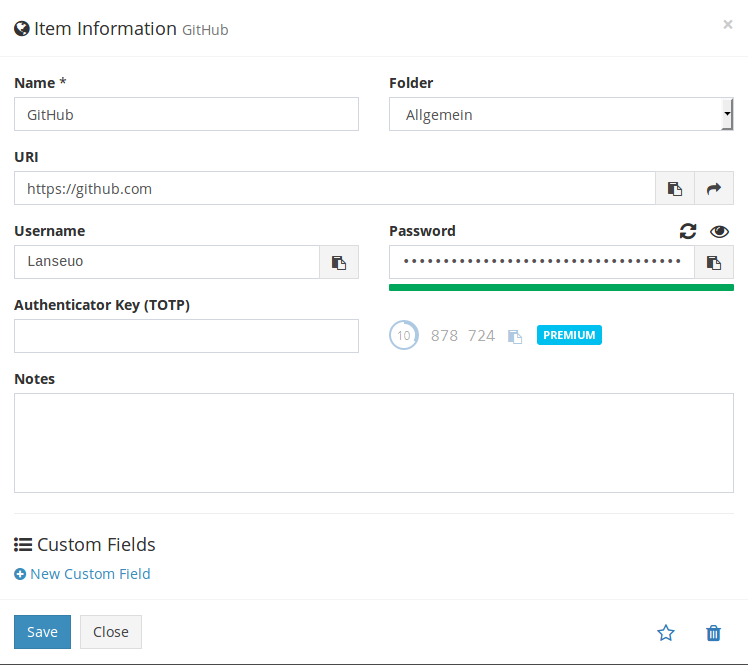 Item Information GitHub
×
Name *
Folder
GitHub
Allgemein
URI
https://github.com
Username
Password
Lanseuo
••••••••••••••••••••••••••••••••••
Authenticator Key (TOTP)
10 878 724 PREMIUM
Notes
Custom Fields
New Custom Field
Save
Close